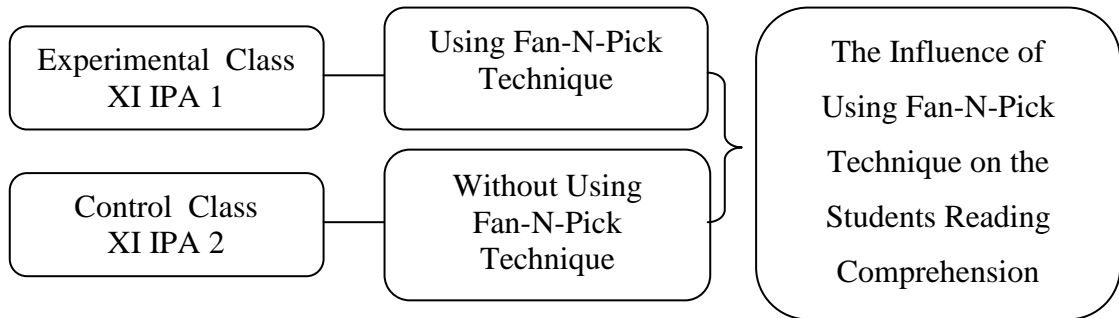 Experimental Class
XI IPA 1
Using Fan-N-Pick
Technique
Control Class
XI IPA 2
Without Using
Fan-N-Pick
Technique
The Influence of
Using Fan-N-Pick
Technique on the
Students Reading
Comprehension